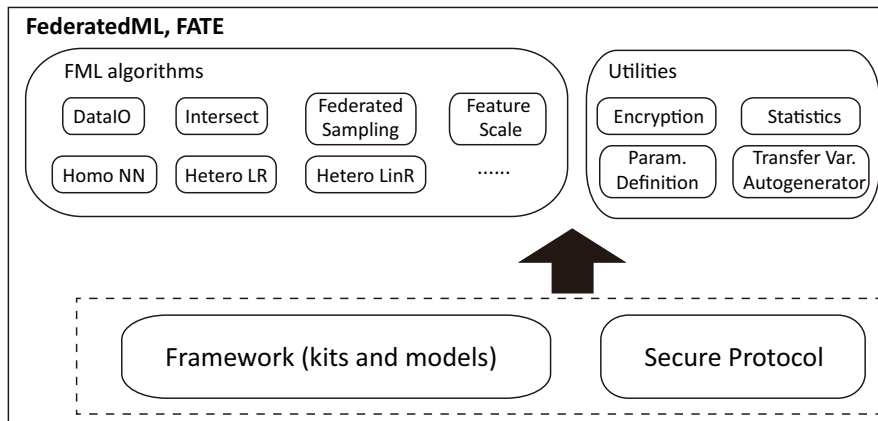 FederatedML, FATE
FML algorithms
DataIO
Intersect
Federated
Sampling
Feature
Scale
Homo NN
Hetero LR
Hetero LinR
......
Utilities
Encryption
Statistics
Param.
Definition
Transfer Var.
Autogenerator
Framework (kits and models)
Secure Protocol